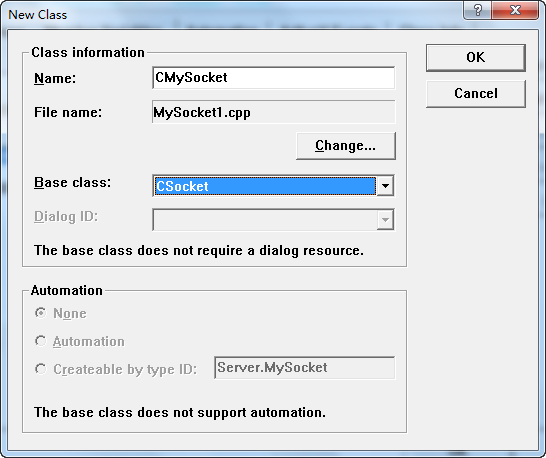 New Class
Class information
Name:
CMySocket
OK
File name:
MySocket1.cpp
Cancel
Change...
Base class:
CSocket
Dialog ID:
The base class does not require a dialog resource.
Automation
None
Automation
Createable by type ID:
Server.MySocket
The base class does not support automation.